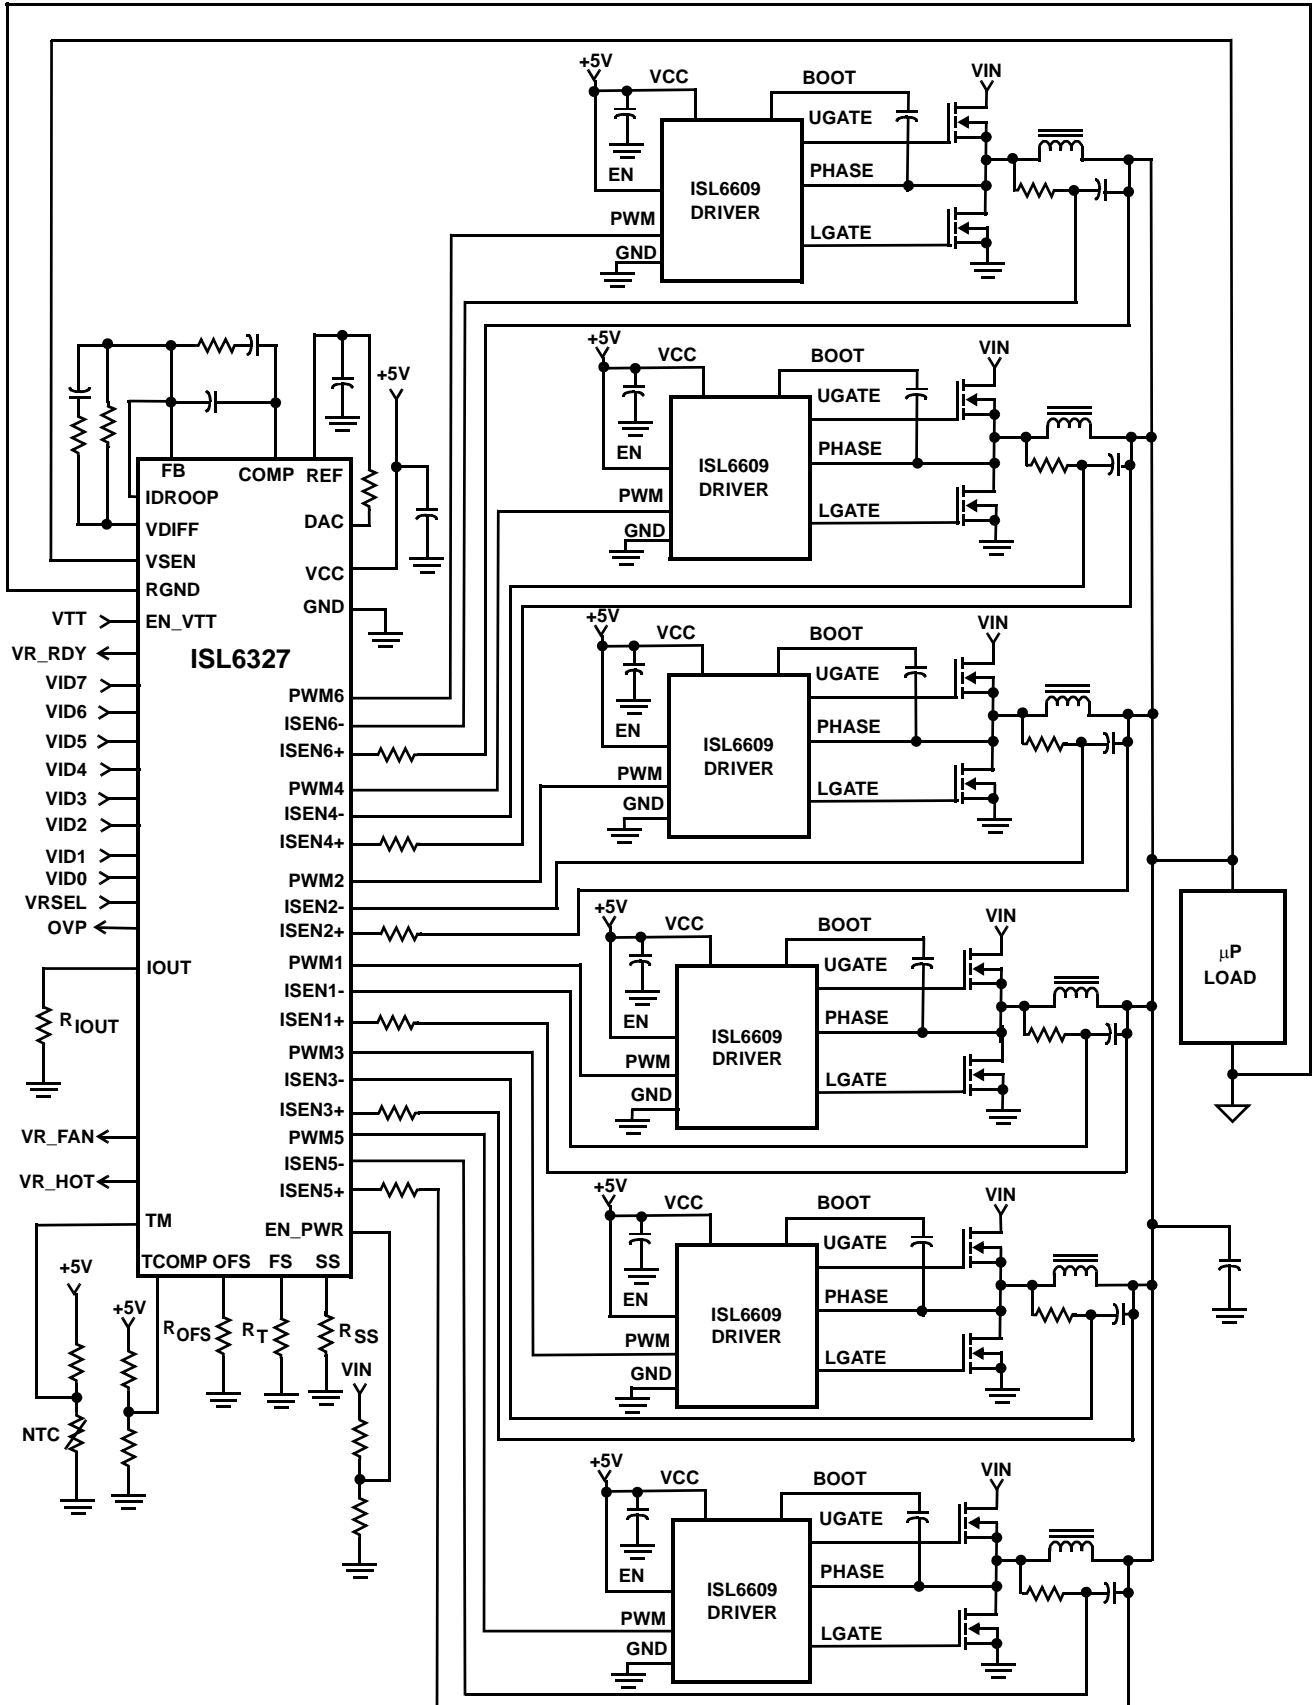 +5V
VCC
BOOT
VIN
UGATE
EN
PHASE
ISL6609
DRIVER
PWM
LGATE
GND
+5V
VCC
BOOT
VIN
UGATE
EN
PHASE
ISL6609
DRIVER
PWM
LGATE
GND
+5V
VCC
BOOT
VIN
UGATE
EN
PHASE
ISL6609
DRIVER
PWM
LGATE
GND
+5V
VCC
BOOT
VIN
UGATE
EN
PHASE
ISL6609
DRIVER
PWM
LGATE
GND
+5V
VCC
BOOT
VIN
UGATE
EN
PHASE
ISL6609
DRIVER
PWM
LGATE
GND
+5V
VCC
BOOT
VIN
UGATE
EN
PHASE
ISL6609
DRIVER
PWM
LGATE
GND
+5V
FB
COMP
REF
IDROOP
VDIFF
DAC
VSEN
VCC
RGND
GND
VTT
EN_VTT
VR_RDY
ISL6327
VID7
VID6
VID5
VID4
VID3
VID2
VID1
VID0
VRSEL
OVP
PWM6
ISEN6-
ISEN6+
PWM4
ISEN4-
ISEN4+
PWM2
ISEN2-
ISEN2+
PWM1
ISEN1-
ISEN1+
PWM3
ISEN3-
ISEN3+
PWM5
ISEN5-
ISEN5+
EN_PWR
IOUT
RIOUT
VR_FAN
VR_HOT
TM
TCOMP
OFS
FS
SS
+5V
+5V
ROFS
RT
RSS
VIN
NTC
µP
LOAD